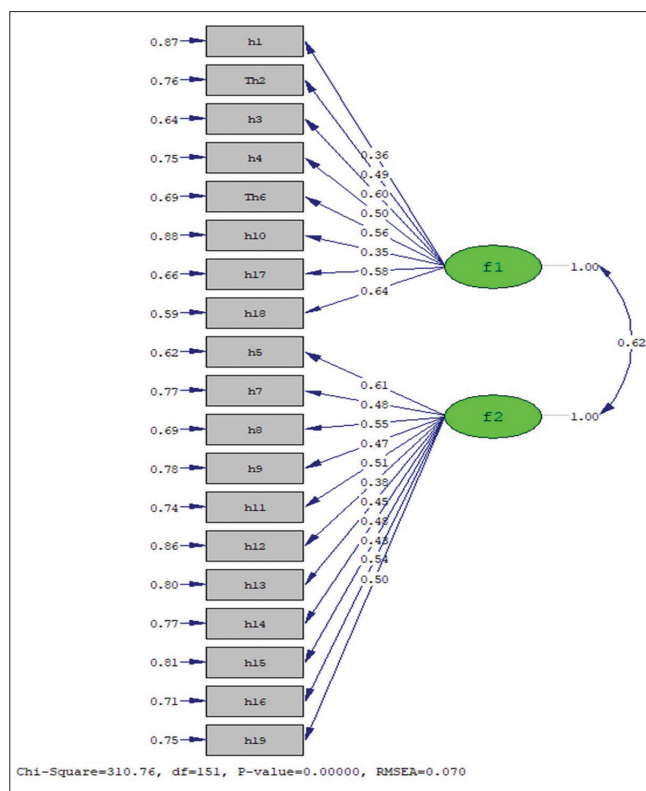 0.87 h1
0.76 Th2
0.64 h3
0.75 h4 0.36
0.69 Th6 0.49
0.88 h10 0.60
0.66 h17 0.50
0.59 h18 0.56
0.35
0.58
0.64
f1 1.00
0.62
0.62 h5
0.77 h7 0.61
0.69 h8 0.48
0.78 h9 0.55
0.74 h11 0.47
0.86 h12 0.51
0.80 h13 0.38
0.77 h14 0.45
0.81 h15 0.48
0.71 h16 0.43
0.75 h19 0.54
0.50
f2 1.00
Chi-Square=310.76, df=151, P-value=0.00000, RMSEA=0.070